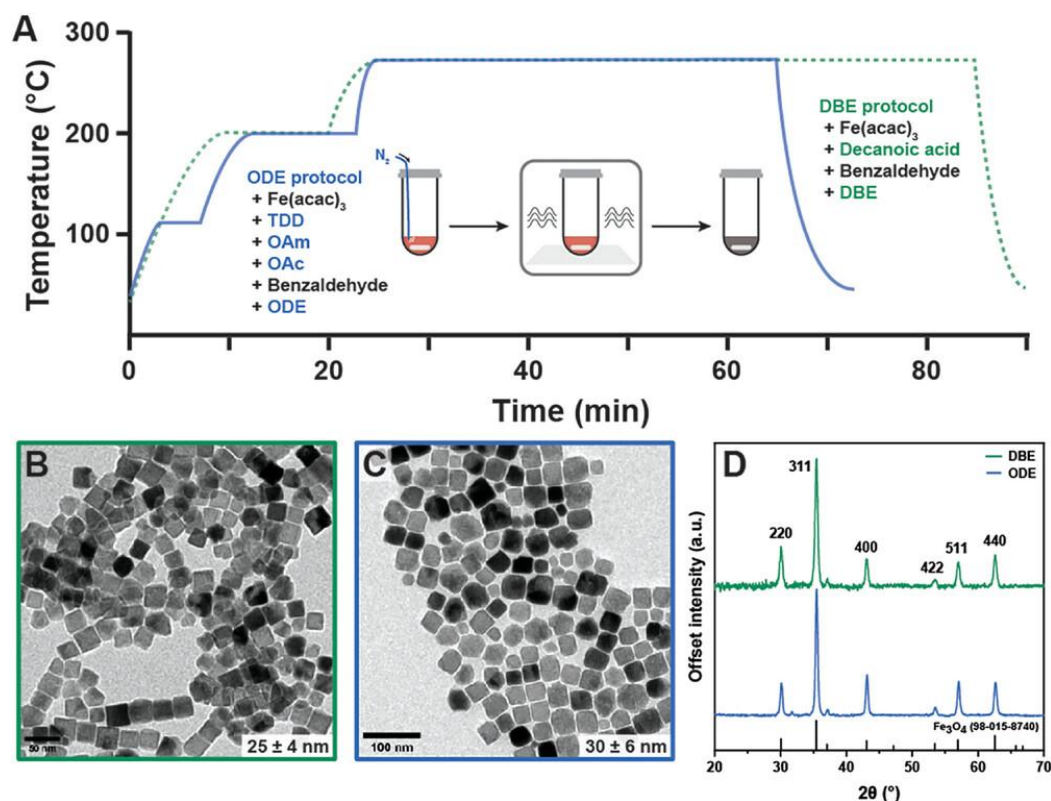 A
Temperature (°C)
300
200
100
0
20
40
60
80
Time (min)
ODE protocol
+ Fe(acac)3
+ TDD
+ OAm
+ OAc
+ Benzaldehyde
+ ODE
N2
DBE protocol
+ Fe(acac)3
+ Decanoic acid
+ Benzaldehyde
+ DBE
B
50 nm
25 ± 4 nm
C
100 nm
30 ± 6 nm
D
DBE
ODE
Offset intensity (a.u.)
220
311
400
422
511
440
Fe3O4 (98-015-8740)
20
30
40
50
60
70
2θ (°)